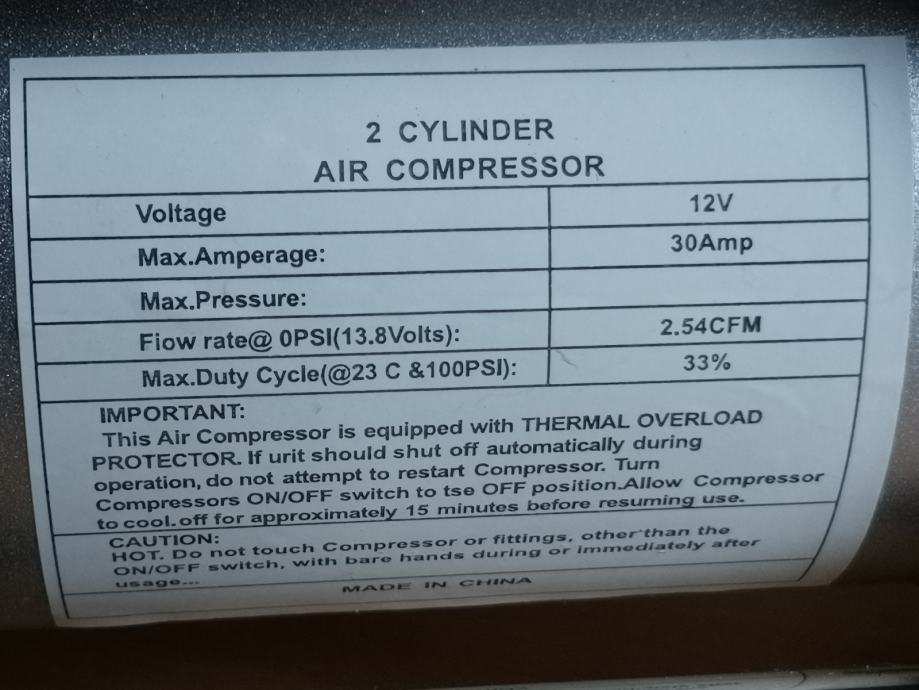 2 CYLINDER
AIR COMPRESSOR
Voltage 12V
Max.Amperage: 30Amp
Max.Pressure:
Fiow rate@ 0PSI(13.8Volts): 2.54CFM
Max.Duty Cycle(@23 C &100PSI): 33%
IMPORTANT:
This Air Compressor is equipped with THERMAL OVERLOAD
PROTECTOR. If urit should shut off automatically during
operation, do not attempt to restart Compressor. Turn
Compressors ON/OFF switch to tse OFF position.Allow Compressor
to cool.off for approximately 15 minutes before resuming use.
CAUTION:
HOT. Do not touch Compressor or fittings, other than the
ON/OFF switch, with bare hands during or immediately after
usage...
MADE IN CHINA